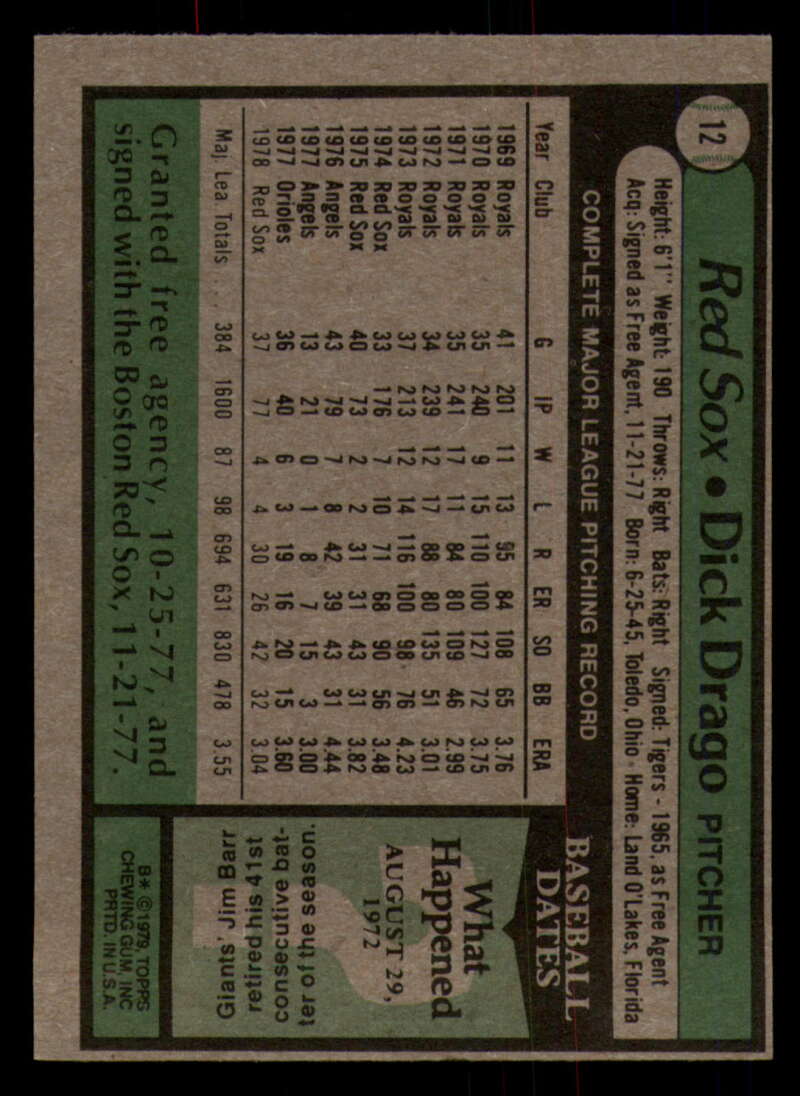 12
Red Sox • Dick Drago PITCHER
Height: 6'1" Weight: 190 Throws: Right Bats: Right Signed: Tigers - 1965, as Free Agent
Acq: Signed as Free Agent, 11-21-77 Born: 6-25-45, Toledo, Ohio • Home: Land O'Lakes, Florida
COMPLETE MAJOR LEAGUE PITCHING RECORD
Year Club G IP W L R ER SO BB ERA
1969 Royals 41 201 11 13 95 84 108 65 3.76
1970 Royals 35 240 9 15 110 100 127 72 3.75
1971 Royals 35 241 17 11 84 80 109 46 2.99
1972 Royals 34 239 12 17 88 80 135 51 3.01
1973 Royals 37 213 12 14 116 100 98 76 4.23
1974 Red Sox 33 176 7 10 71 68 90 56 3.48
1975 Red Sox 40 73 2 2 31 31 43 31 3.82
1976 Angels 43 79 7 8 42 39 43 31 4.44
1977 Angels 13 21 0 1 8 7 15 3 3.00
1977 Orioles 36 40 6 3 19 16 20 15 3.60
1978 Red Sox 37 77 4 4 30 26 42 32 3.04
Maj. Lea Totals . . . 384 1600 87 98 694 631 830 478 3.55
Granted free agency, 10-25-77, and
signed with the Boston Red Sox, 11-21-77.
BASEBALL
DATES
What
Happened
AUGUST 29,
1972
?
Giants' Jim Barr
retired his 41st
consecutive bat-
ter of the season.
B* © 1979, TOPPS
CHEWING GUM, INC
PRTD. IN U.S.A.